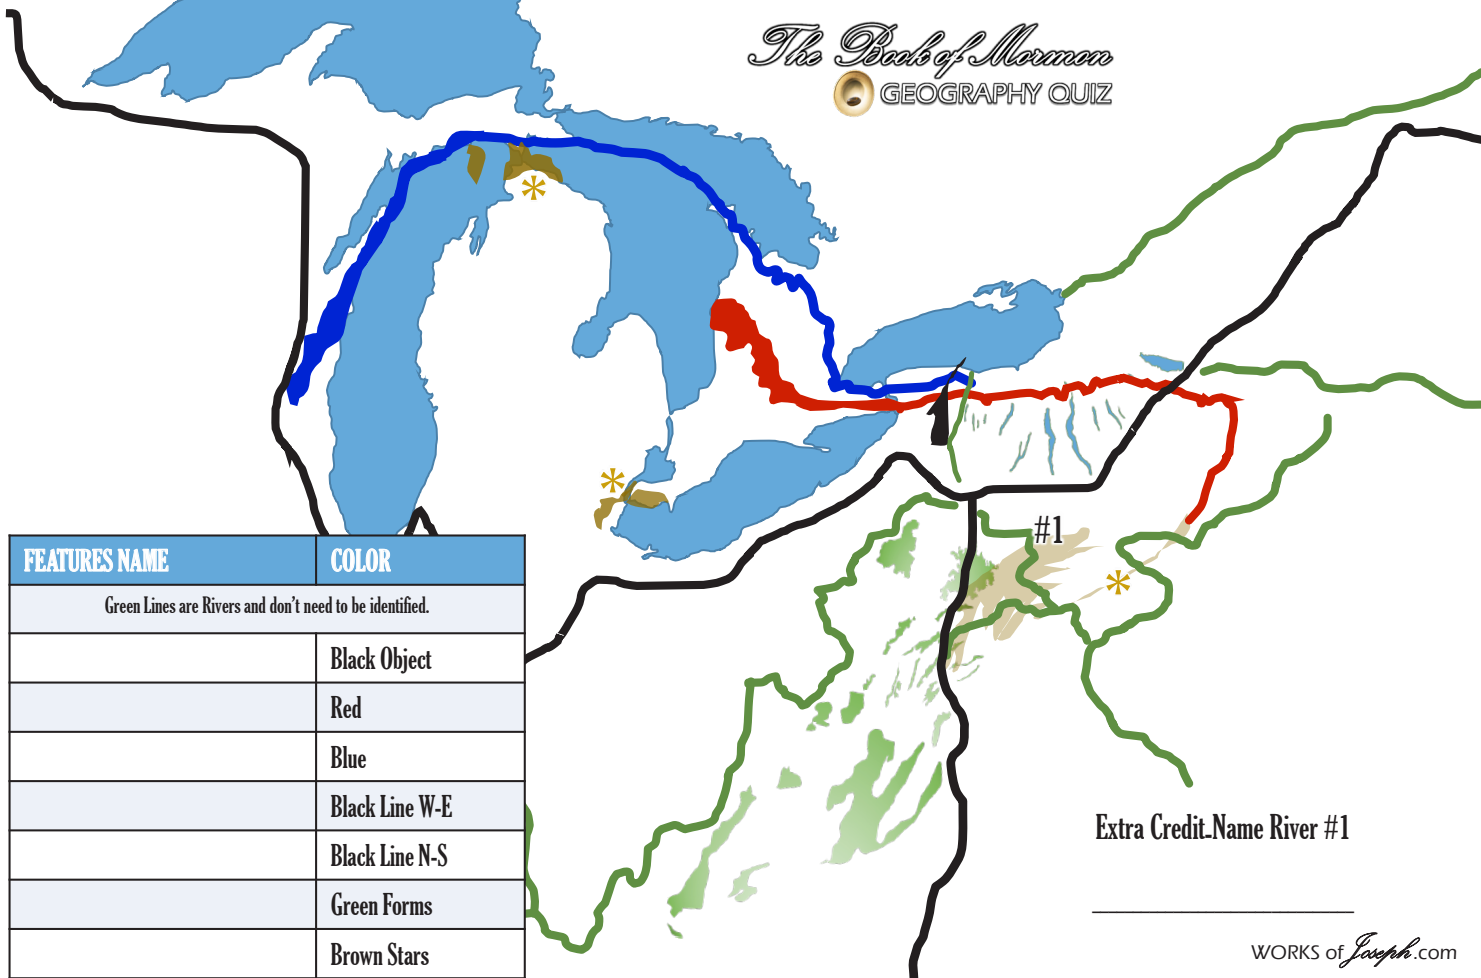 The Book of Mormon
GEOGRAPHY QUIZ
*
*
#1
*
FEATURES NAME COLOR
Green Lines are Rivers and don't need to be identified.
Black Object
Red
Blue
Black Line W-E
Black Line N-S
Green Forms
Brown Stars
Extra Credit-Name River #1
WORKS of Joseph.com